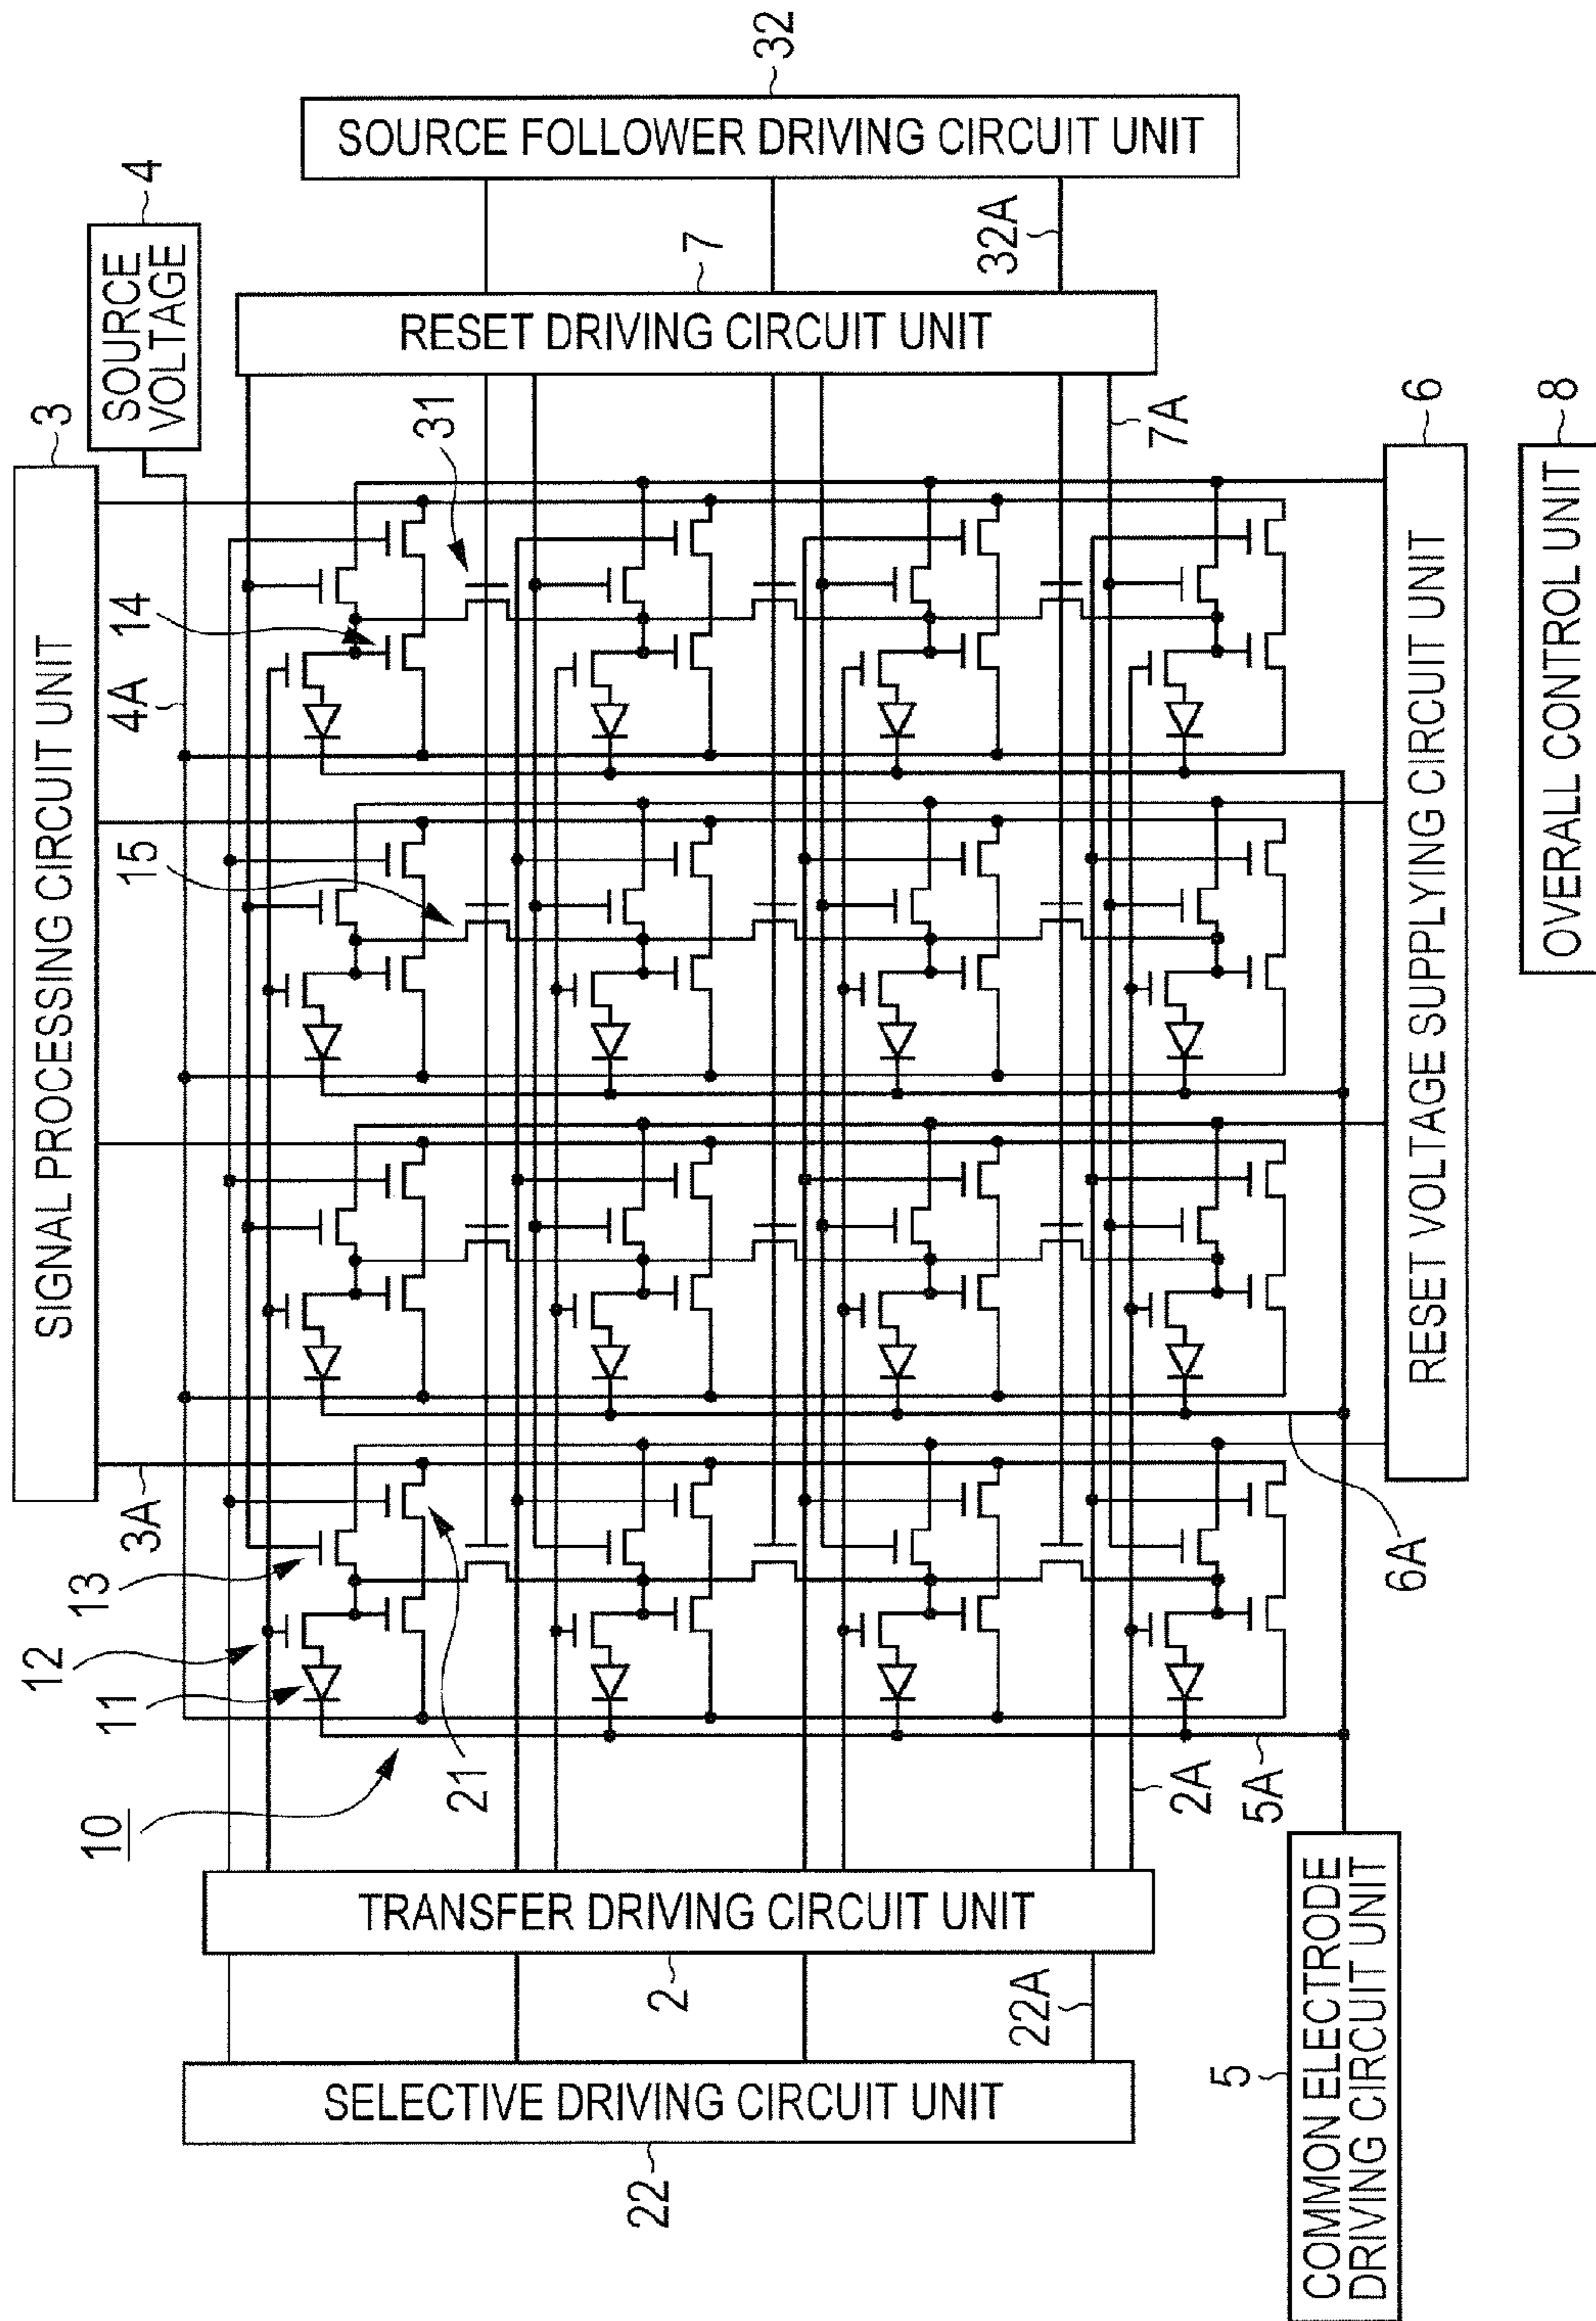 SIGNAL PROCESSING CIRCUIT UNIT
3
SOURCE
VOLTAGE
4
3A
4A
SELECTIVE DRIVING CIRCUIT UNIT
22
22A
TRANSFER DRIVING CIRCUIT UNIT
2
2A
10
11
12
13
21
15
14
31
RESET DRIVING CIRCUIT UNIT
7
7A
SOURCE FOLLOWER DRIVING CIRCUIT UNIT
32
32A
COMMON ELECTRODE
DRIVING CIRCUIT UNIT
5
5A
6A
RESET VOLTAGE SUPPLYING CIRCUIT UNIT
6
OVERALL CONTROL UNIT
8